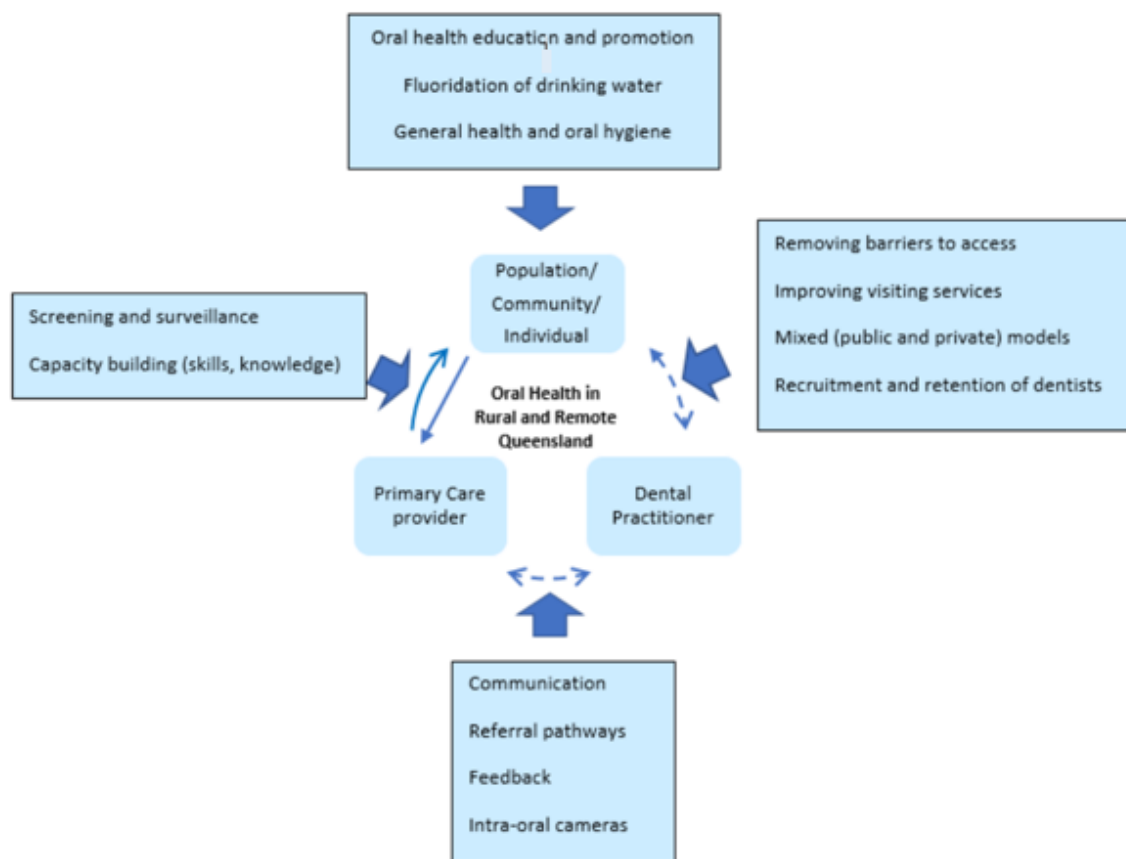 Oral health education and promotion
Fluoridation of drinking water
General health and oral hygiene
Population/
Community/
Individual
Removing barriers to access
Improving visiting services
Mixed (public and private) models
Recruitment and retention of dentists
Screening and surveillance
Capacity building (skills, knowledge)
Oral Health in
Rural and Remote
Queensland
Primary Care
provider
Dental
Practitioner
Communication
Referral pathways
Feedback
Intra-oral cameras